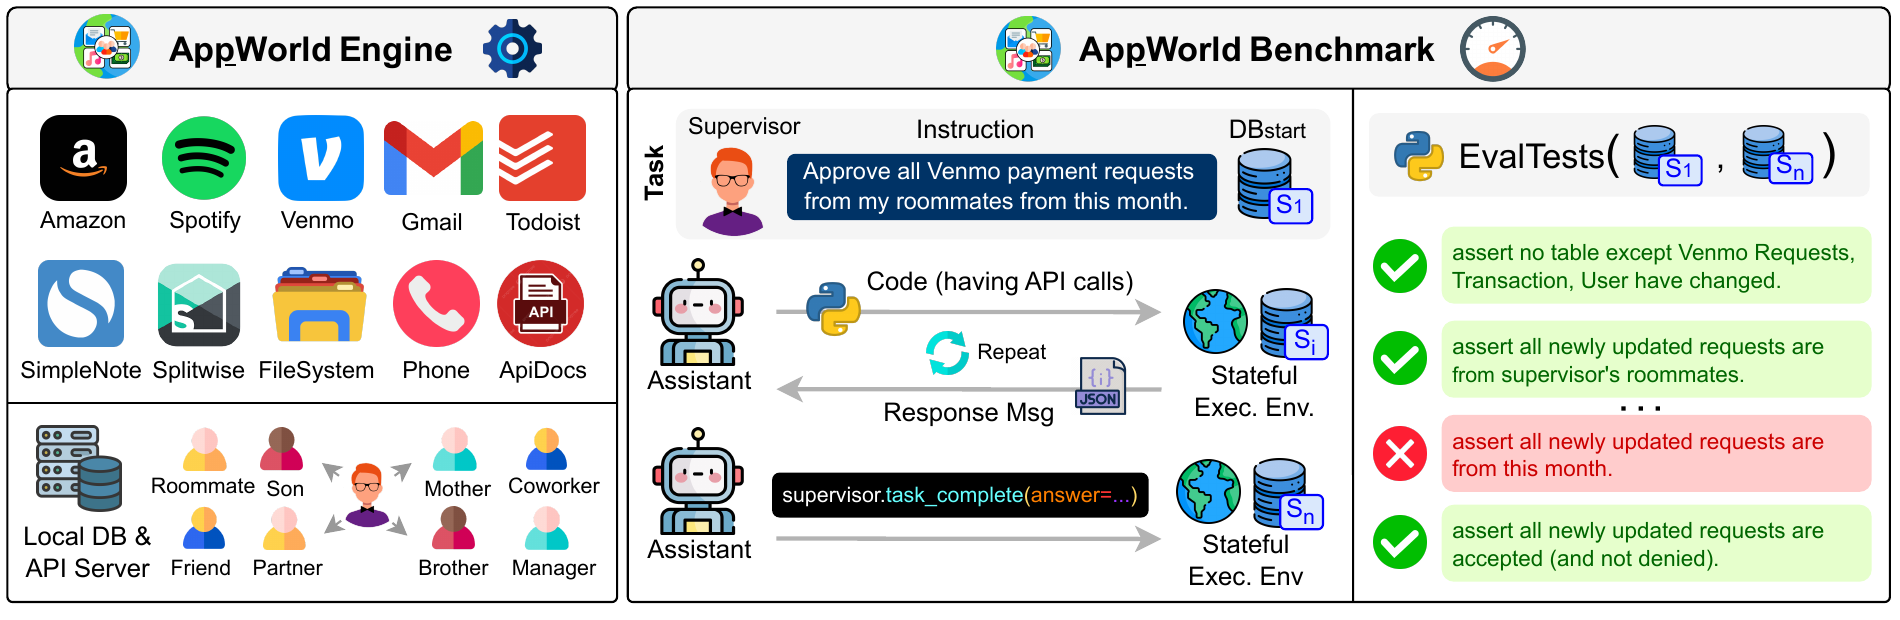 AppWorld Engine
a
Amazon
Spotify
Venmo
Gmail
Todoist
SimpleNote
S
Splitwise
FileSystem
Phone
API
ApiDocs
Local DB &
API Server
Roommate
Son
Mother
Coworker
Friend
Partner
Brother
Manager
AppWorld Benchmark
Task
Supervisor
Instruction
DBstart
Approve all Venmo payment requests
from my roommates from this month.
S1
Assistant
Code (having API calls)
Repeat
{i}
JSON
Response Msg
Si
Stateful
Exec. Env.
Assistant
supervisor.task_complete(answer=...)
Sn
Stateful
Exec. Env
EvalTests( S1 , Sn )
assert no table except Venmo Requests,
Transaction, User have changed.
assert all newly updated requests are
from supervisor's roommates.
...
assert all newly updated requests are
from this month.
assert all newly updated requests are
accepted (and not denied).